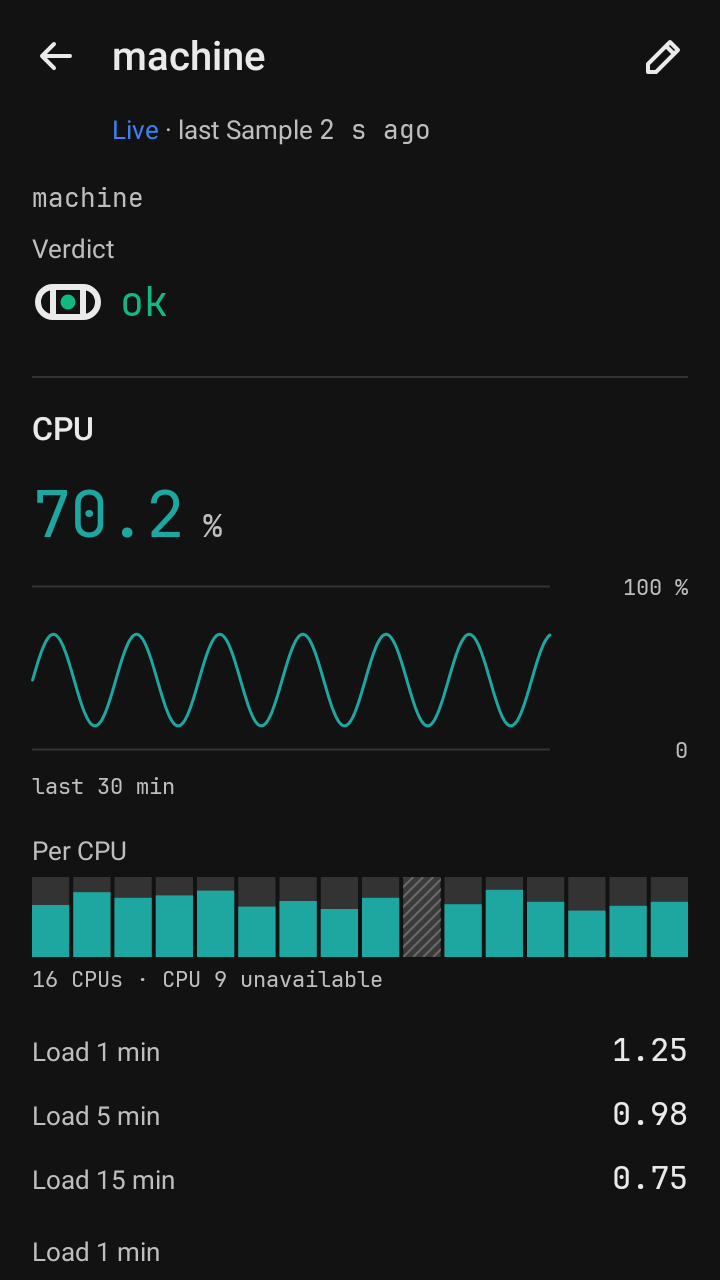 machine
Live · last Sample 2 s ago
machine
Verdict
ok
CPU
70.2 %
100 %
0
last 30 min
Per CPU
16 CPUs · CPU 9 unavailable
Load 1 min 1.25
Load 5 min 0.98
Load 15 min 0.75
Load 1 min